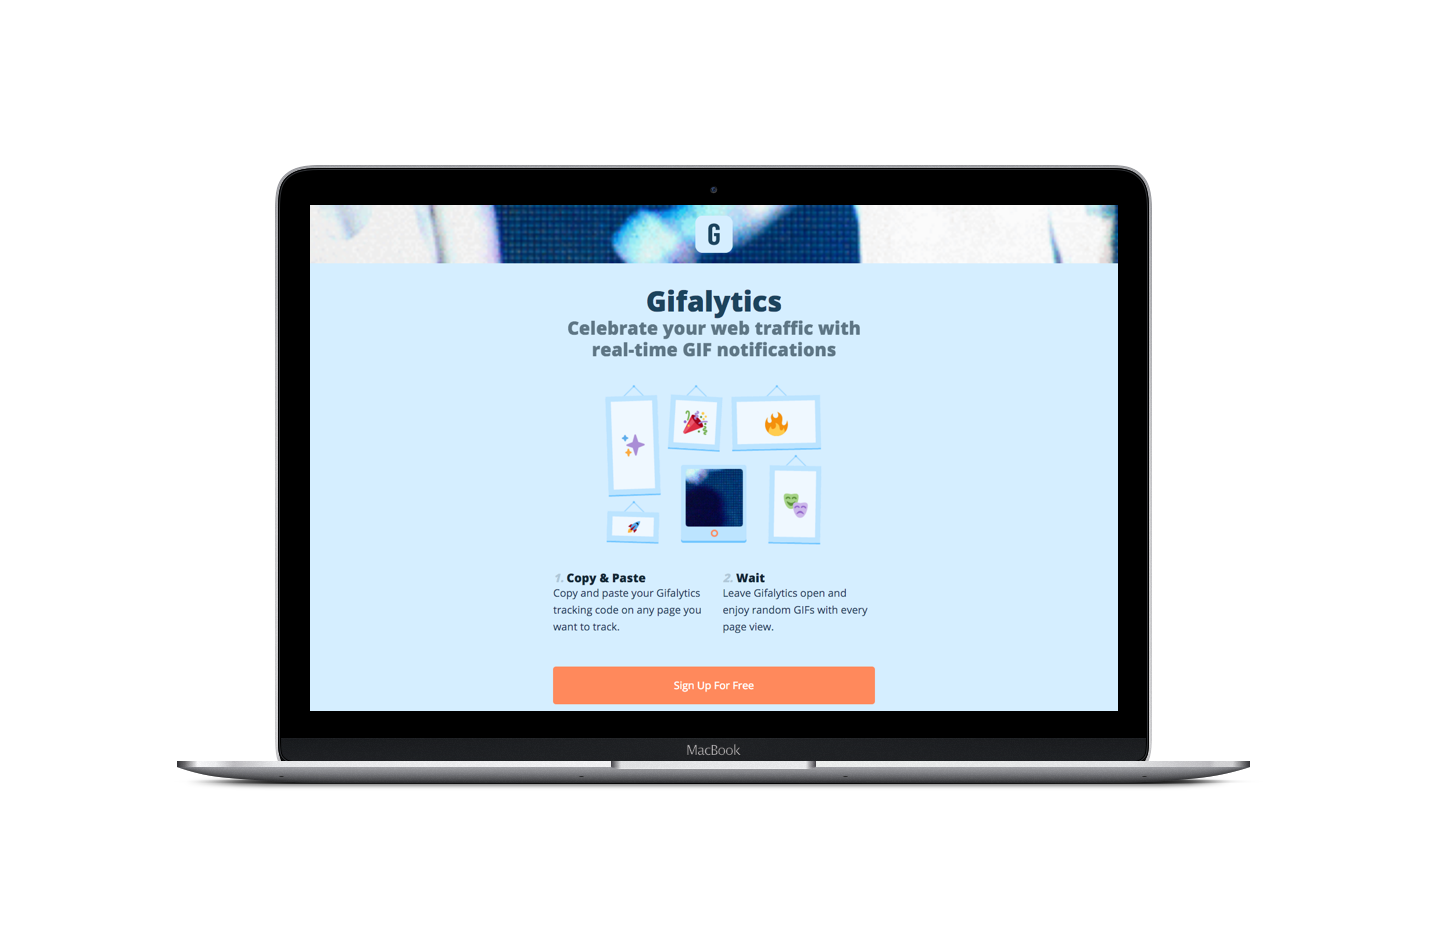 G
Gifalytics
Celebrate your web traffic with
real-time GIF notifications
1. Copy & Paste
Copy and paste your Gifalytics
tracking code on any page you
want to track.
2. Wait
Leave Gifalytics open and
enjoy random GIFs with every
page view.
Sign Up For Free
MacBook